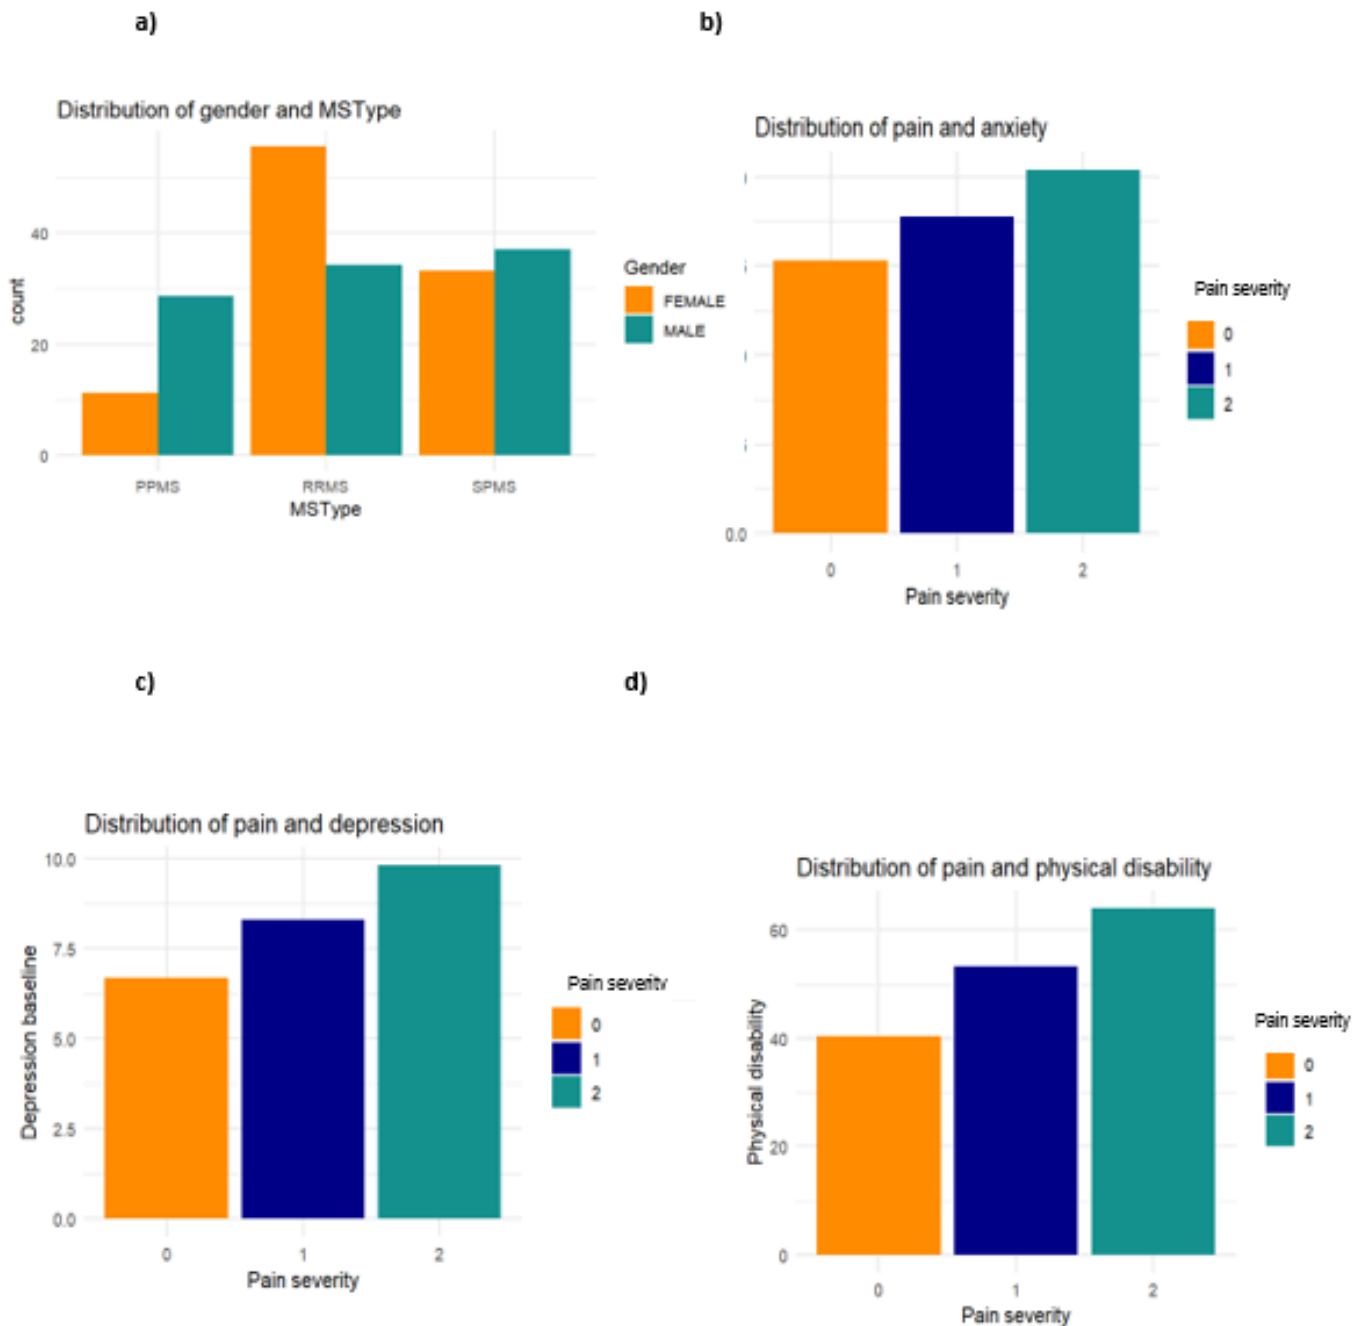 a)
Distribution of gender and MSType
40
20
0
count
PPMS
RRMS
SPMS
MSType
Gender
FEMALE
MALE
b)
Distribution of pain and anxiety
0.0
0
1
2
Pain severity
Pain severity
0
1
2
c)
Distribution of pain and depression
10.0
7.5
5.0
2.5
0.0
Depression baseline
0
1
2
Pain severity
Pain severity
0
1
2
d)
Distribution of pain and physical disability
60
40
20
0
Physical disability
0
1
2
Pain severity
Pain severity
0
1
2